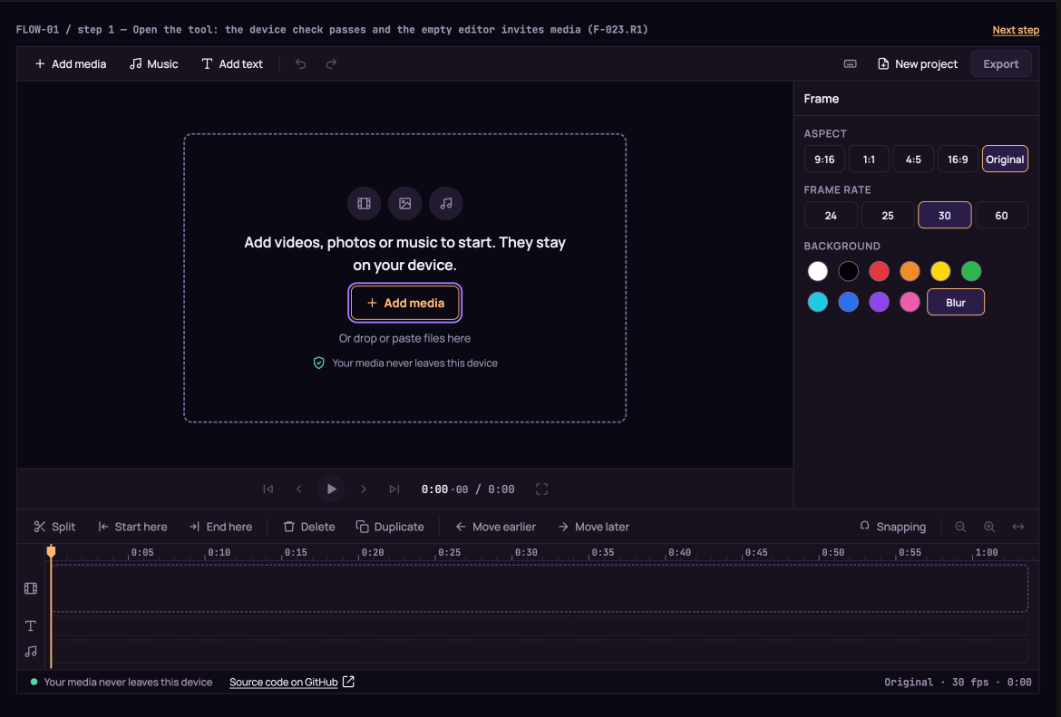 FLOW-01 / step 1 — Open the tool: the device check passes and the empty editor invites media (F-023.R1)
Next step
Add media
Music
Add text
New project
Export
Frame
ASPECT
9:16
1:1
4:5
16:9
Original
FRAME RATE
24
25
30
60
BACKGROUND
Blur
Add videos, photos or music to start. They stay
on your device.
Add media
Or drop or paste files here
Your media never leaves this device
0:00·00 / 0:00
Split
Start here
End here
Delete
Duplicate
Move earlier
Move later
Snapping
0:05
0:10
0:15
0:20
0:25
0:30
0:35
0:40
0:45
0:50
0:55
1:00
Your media never leaves this device
Source code on GitHub
Original · 30 fps · 0:00